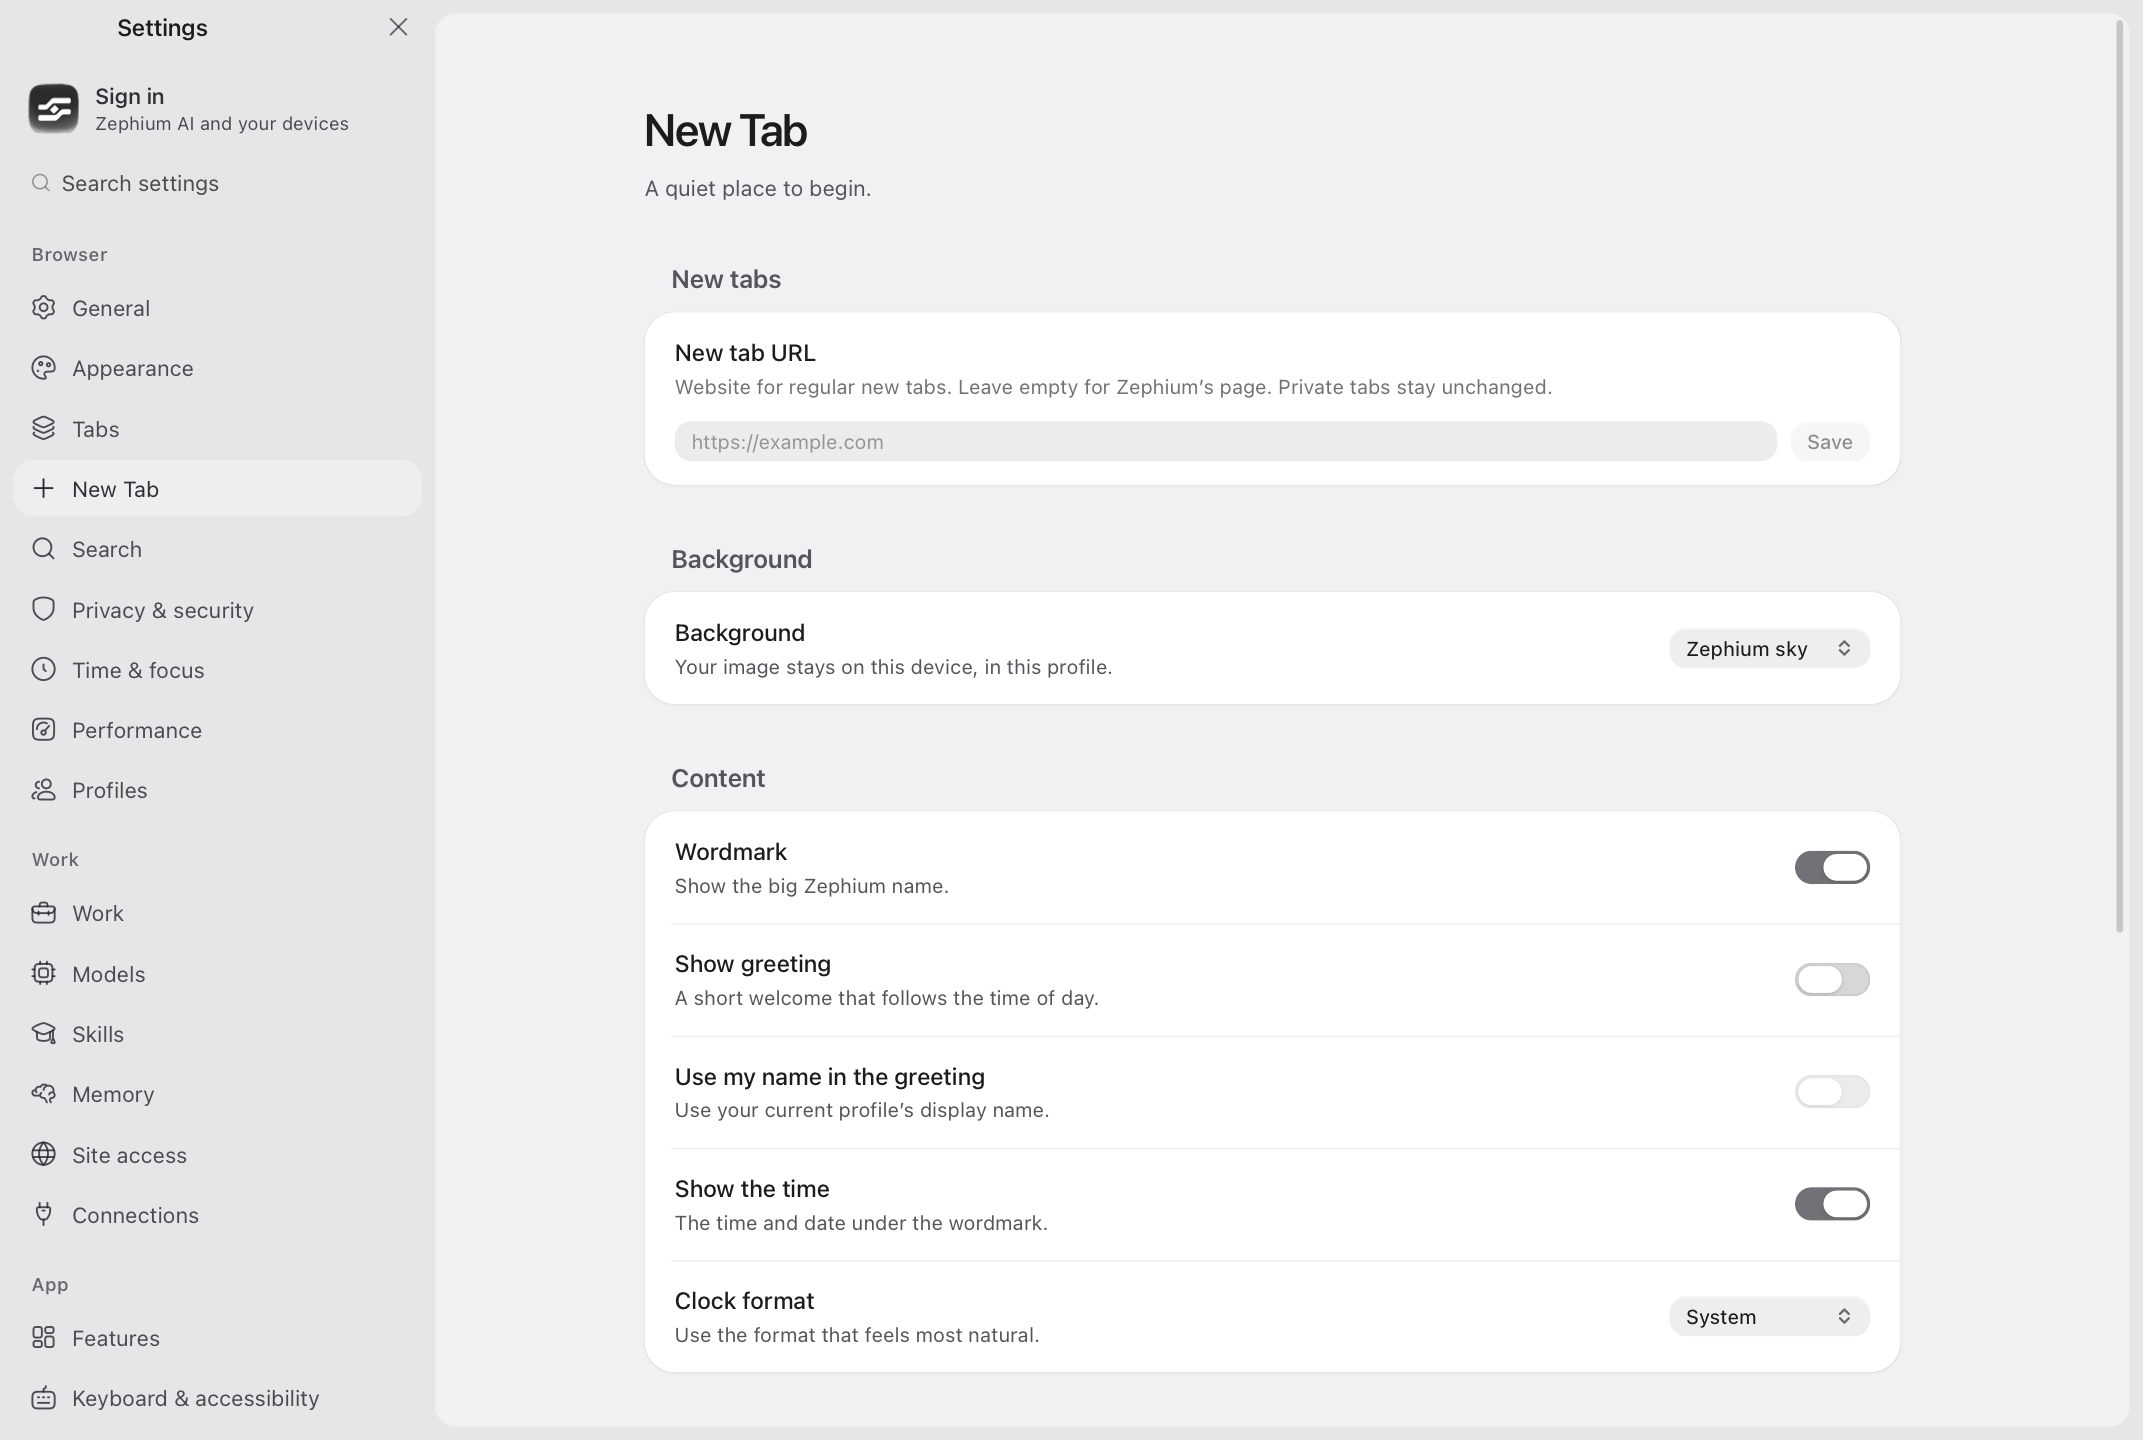 Settings
Sign in
Zephium AI and your devices
Search settings
Browser
General
Appearance
Tabs
New Tab
Search
Privacy & security
Time & focus
Performance
Profiles
Work
Work
Models
Skills
Memory
Site access
Connections
App
Features
Keyboard & accessibility
New Tab
A quiet place to begin.
New tabs
New tab URL
Website for regular new tabs. Leave empty for Zephium’s page. Private tabs stay unchanged.
https://example.com
Save
Background
Background
Your image stays on this device, in this profile.
Zephium sky
Content
Wordmark
Show the big Zephium name.
Show greeting
A short welcome that follows the time of day.
Use my name in the greeting
Use your current profile’s display name.
Show the time
The time and date under the wordmark.
Clock format
Use the format that feels most natural.
System